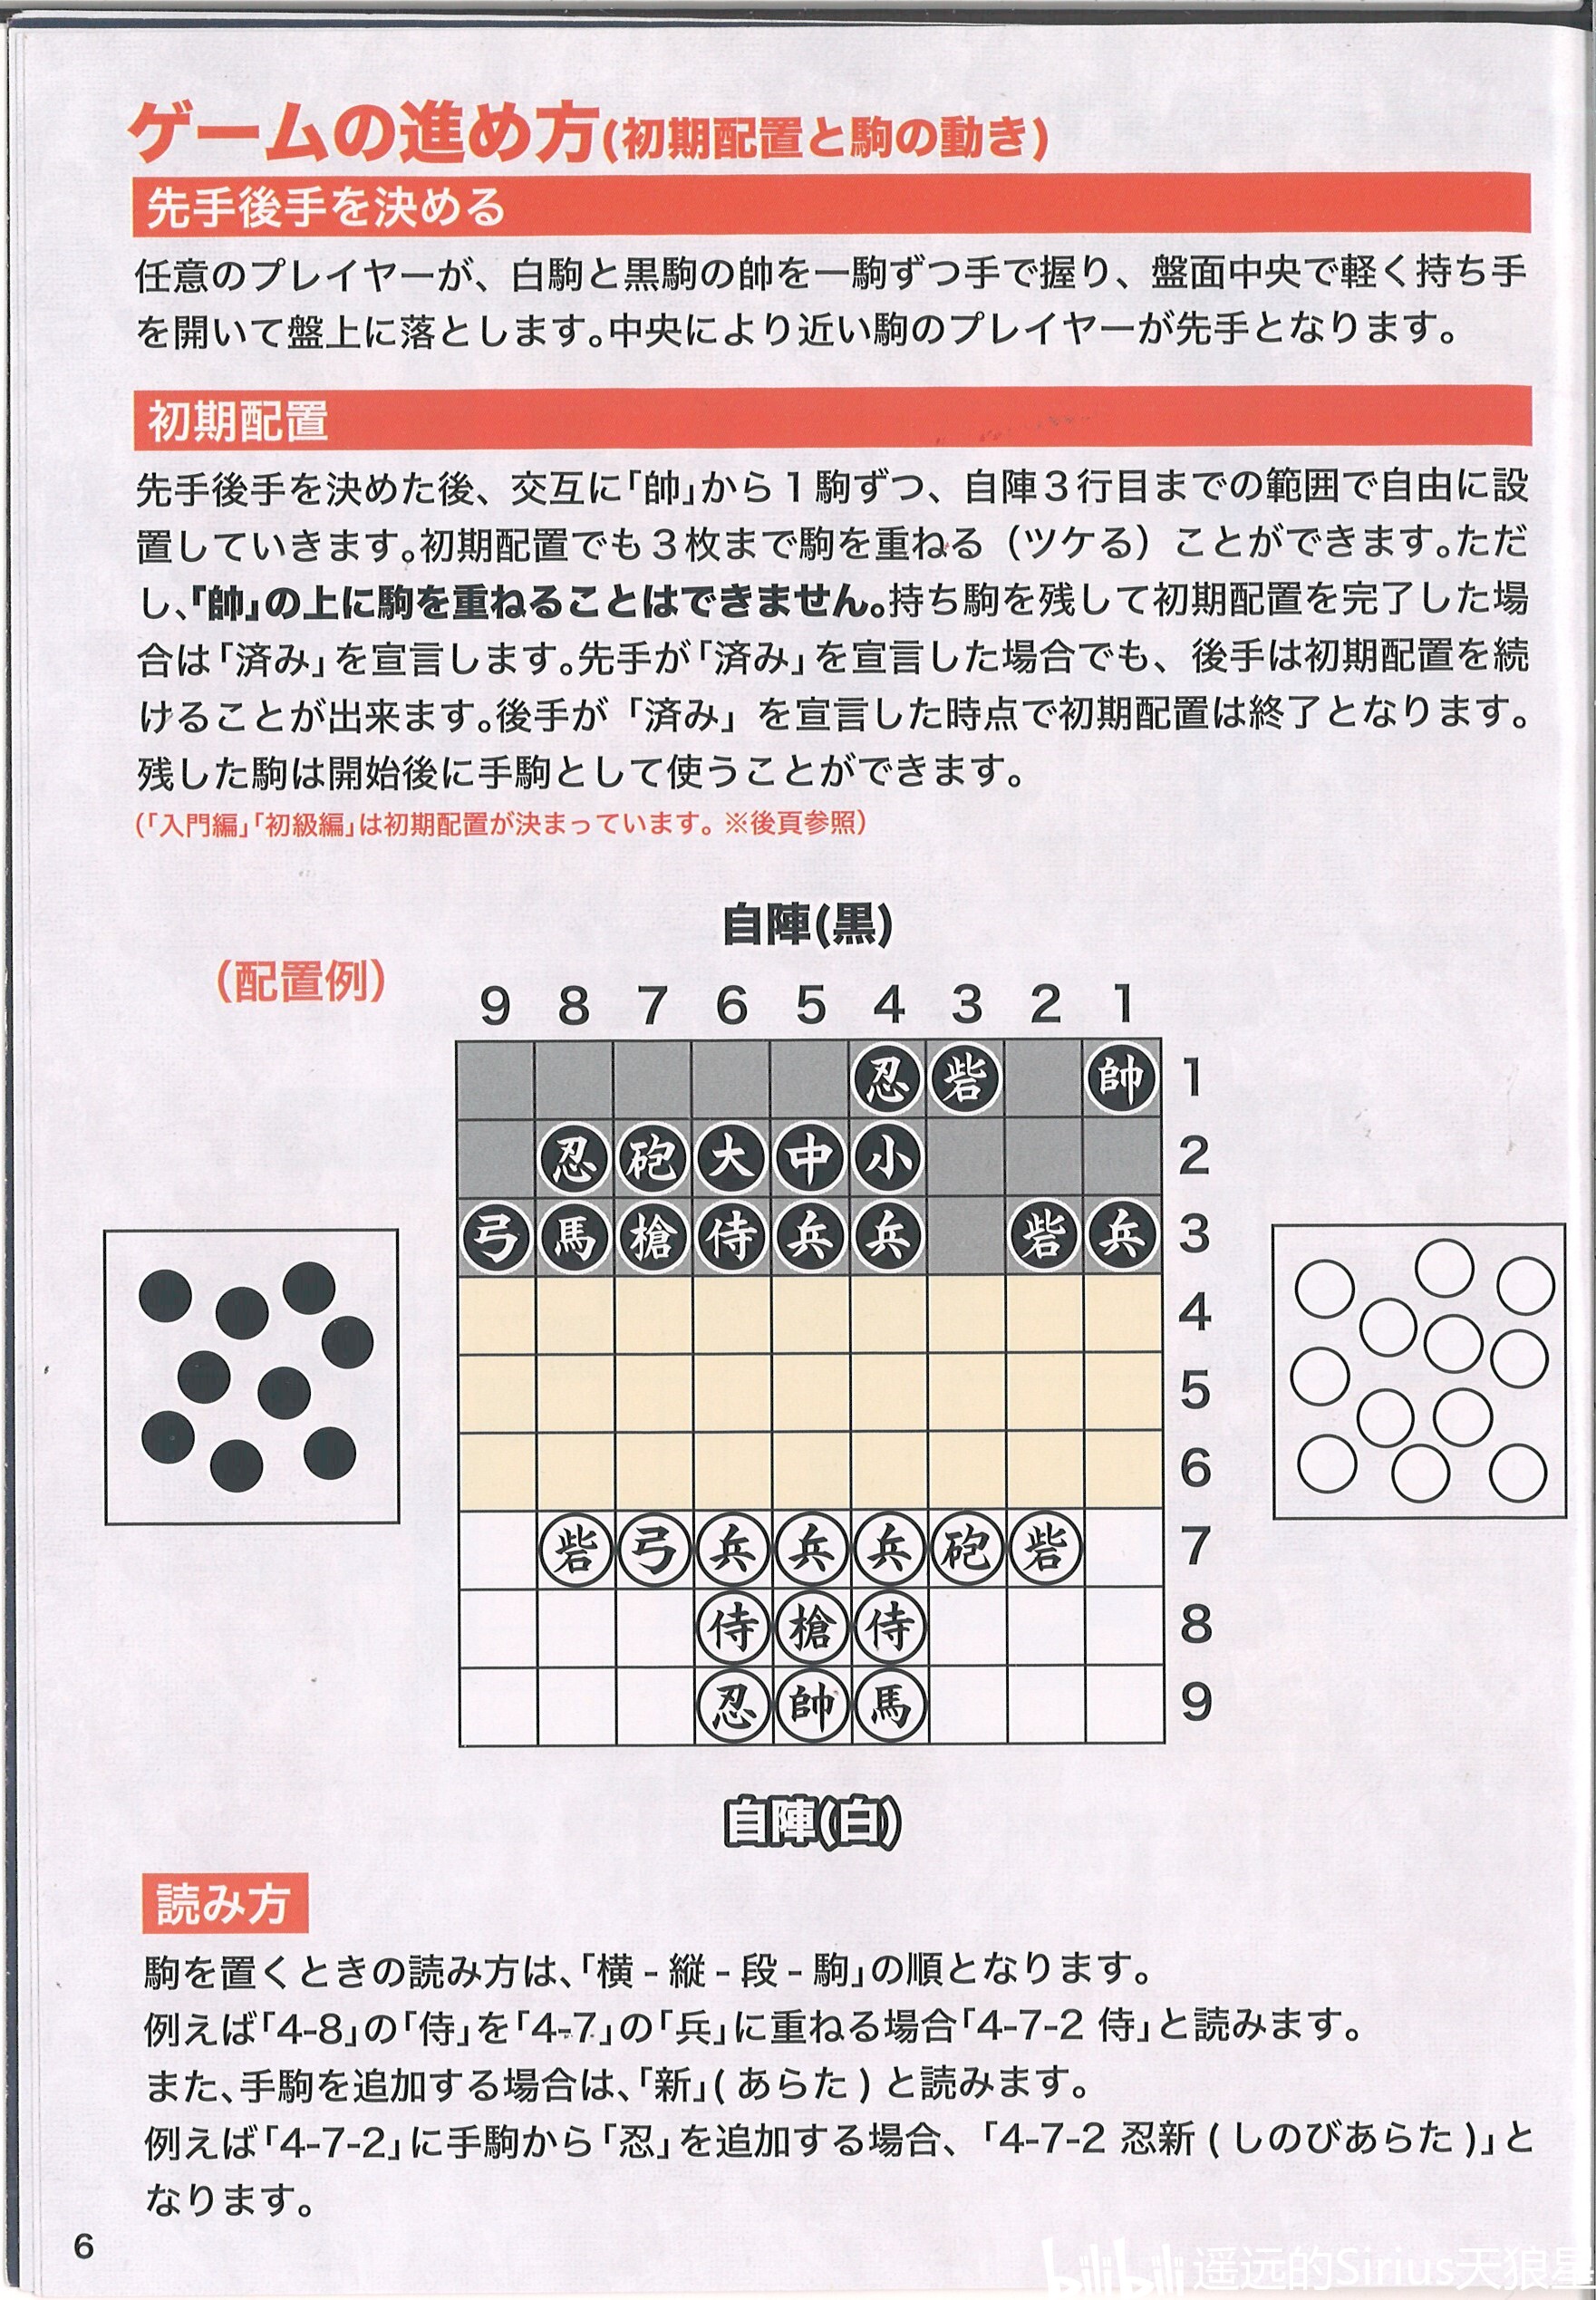 ゲームの進め方(初期配置と駒の動き)
先手後手を決める
任意のプレイヤーが、白駒と黒駒の帥を一駒ずつ手で握り、盤面中央で軽く持ち手
を開いて盤上に落とします。中央により近い駒のプレイヤーが先手となります。
初期配置
先手後手を決めた後、交互に「帥」から1駒ずつ、自陣3行目までの範囲で自由に設
置していきます。初期配置でも3枚まで駒を重ねる（ツケる）ことができます。ただ
し、「帥」の上に駒を重ねることはできません。持ち駒を残して初期配置を完了した場
合は「済み」を宣言します。先手が「済み」を宣言した場合でも、後手は初期配置を続
けることが出来ます。後手が「済み」を宣言した時点で初期配置は終了となります。
残した駒は開始後に手駒として使うことができます。
（「入門編」「初級編」は初期配置が決まっています。※後頁参照）
自陣(黒)
（配置例）
9 8 7 6 5 4 3 2 1
忍 砦 帥 1
忍 砲 大 中 小 2
弓 馬 槍 侍 兵 兵 砦 兵 3
4
5
6
砦 弓 兵 兵 兵 砲 砦 7
侍 槍 侍 8
忍 帥 馬 9
自陣(白)
読み方
駒を置くときの読み方は、「横 - 縦 - 段 - 駒」の順となります。
例えば「4-8」の「侍」を「4-7」の「兵」に重ねる場合「4-7-2 侍」と読みます。
また、手駒を追加する場合は、「新」( あらた ) と読みます。
例えば「4-7-2」に手駒から「忍」を追加する場合、「4-7-2 忍新 ( しのびあらた )」と
なります。
6
bilibili 遥远的Sirius天狼星